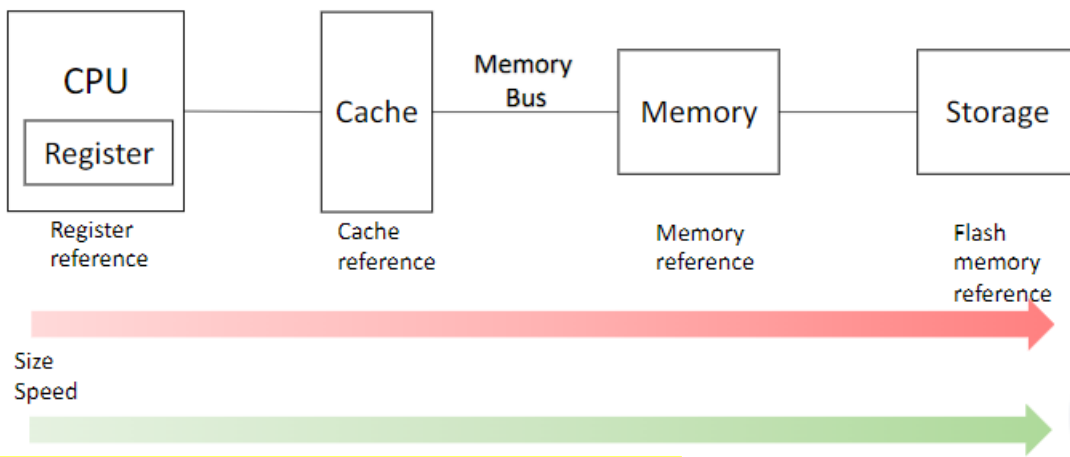 CPU
Register
Cache
Memory
Bus
Memory
Storage
Register
reference
Cache
reference
Memory
reference
Flash
memory
reference
Size
Speed